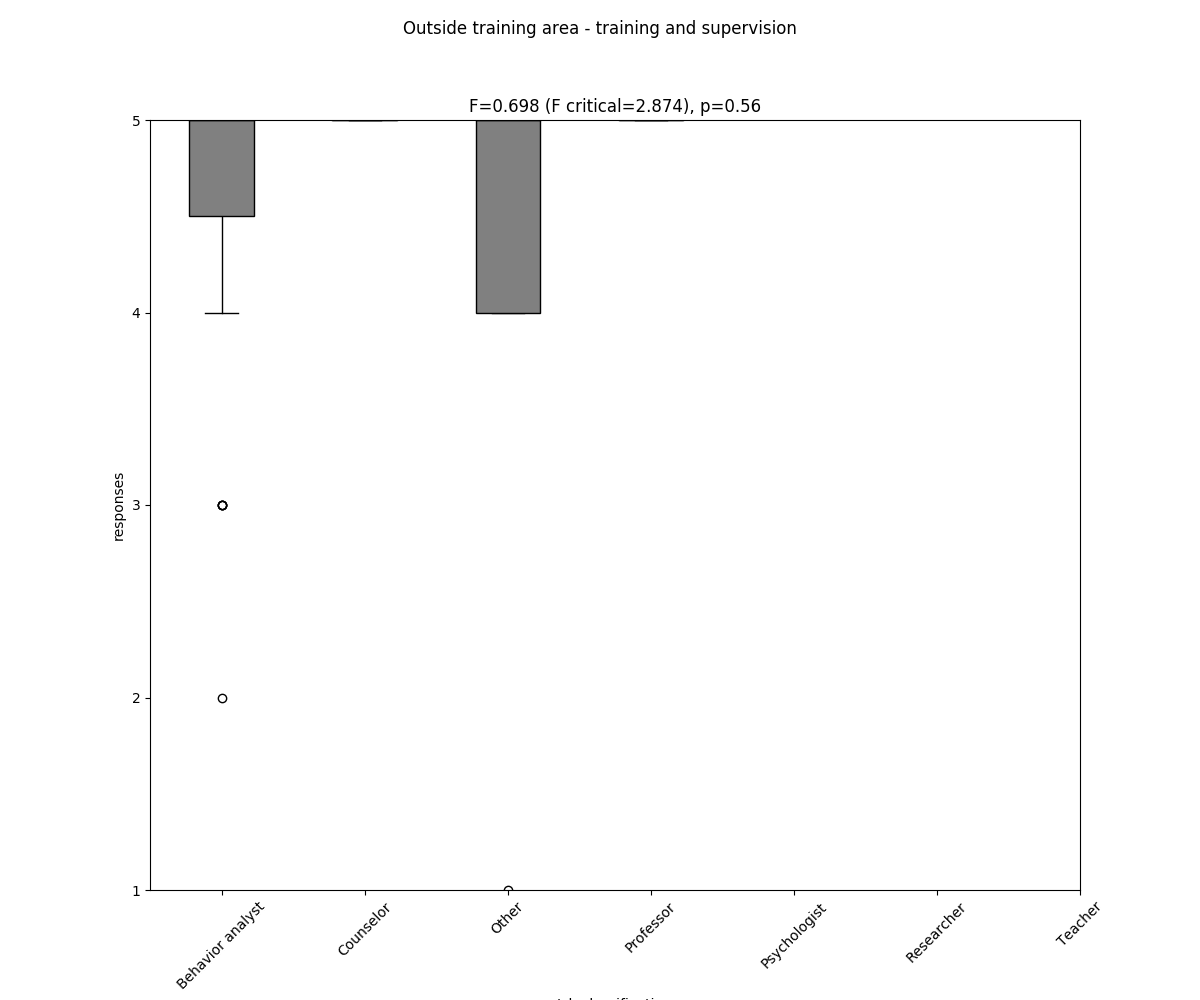 Outside training area - training and supervision
F=0.698 (F critical=2.874), p=0.56
5
4
3
2
1
responses
Behavior analyst
Counselor
Other
Professor
Psychologist
Researcher
Teacher